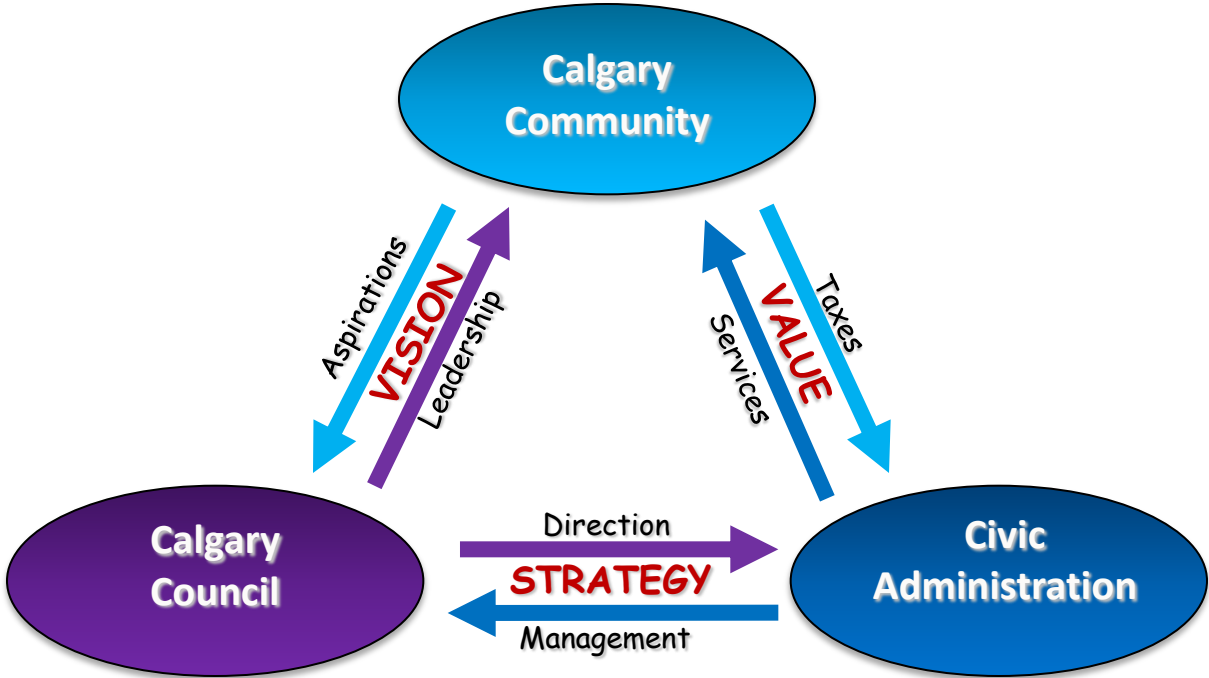 Calgary
Community
Aspirations
VISION
Leadership
Services
VALUE
Taxes
Calgary
Council
Direction
STRATEGY
Management
Civic
Administration